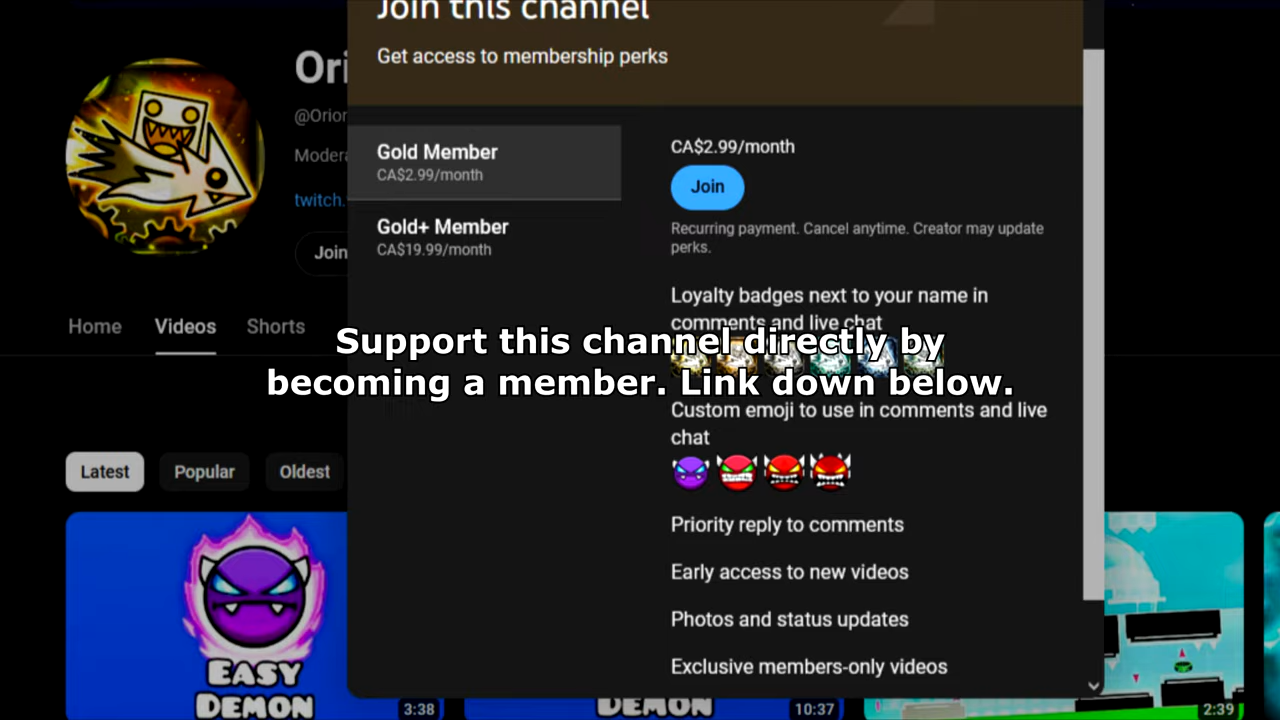 Join this channel
Get access to membership perks
Ori
@Orion
Modera
twitch.
Join
Gold Member
CA$2.99/month
Gold+ Member
CA$19.99/month
CA$2.99/month
Join
Recurring payment. Cancel anytime. Creator may update
perks.
Loyalty badges next to your name in
comments and live chat
Home
Videos
Shorts
Support this channel directly by
becoming a member. Link down below.
Custom emoji to use in comments and live
chat
Latest
Popular
Oldest
Priority reply to comments
Early access to new videos
Photos and status updates
Exclusive members-only videos
EASY
DEMON
3:38
DEMON
10:37
2:39